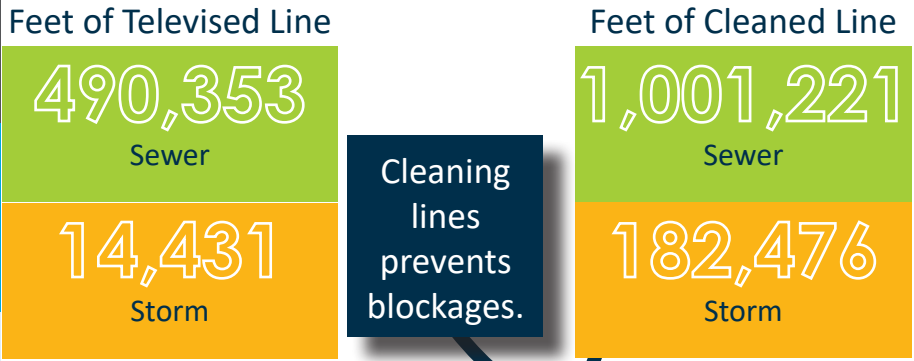 Feet of Televised Line
490,353
Sewer
14,431
Storm
Cleaning
lines
prevents
blockages.
Feet of Cleaned Line
1,001,221
Sewer
182,476
Storm